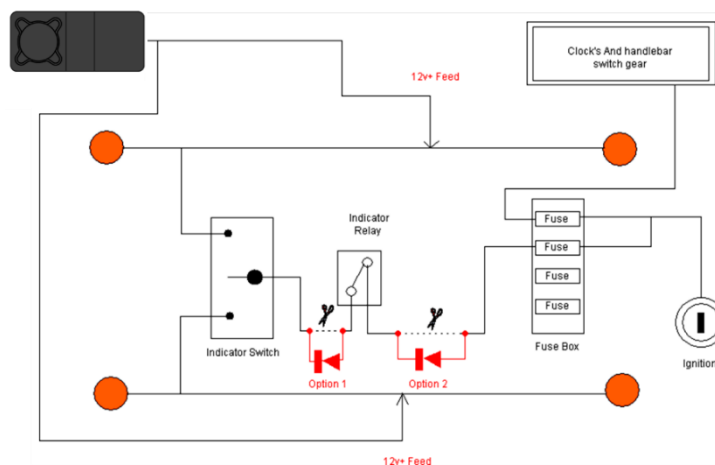 12v+ Feed
Clock's And handlebar
switch gear
Indicator
Relay
Fuse
Fuse
Fuse
Fuse
Indicator Switch
Option 1
Option 2
Fuse Box
Ignition
12v+ Feed